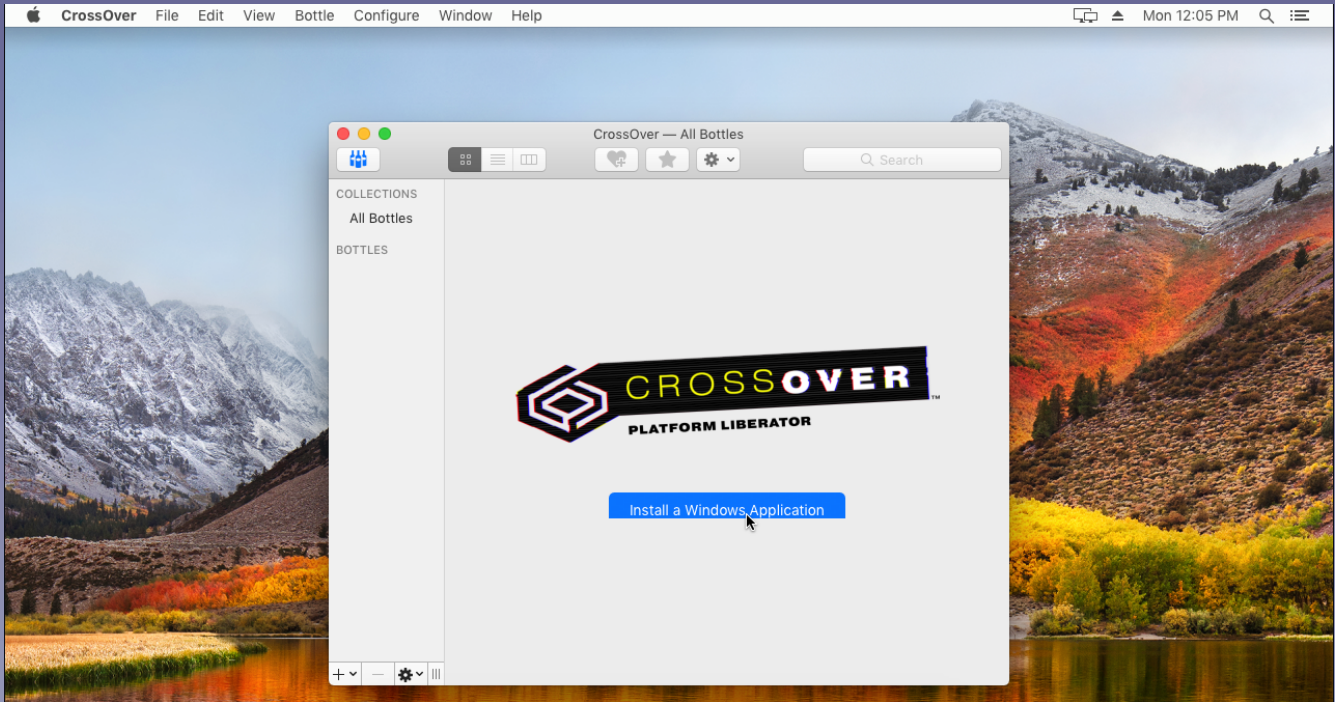 CrossOver File Edit View Bottle Configure Window Help Mon 12:05 PM
CrossOver — All Bottles
Search
COLLECTIONS
All Bottles
BOTTLES
CROSSOVER™
PLATFORM LIBERATOR
Install a Windows Application